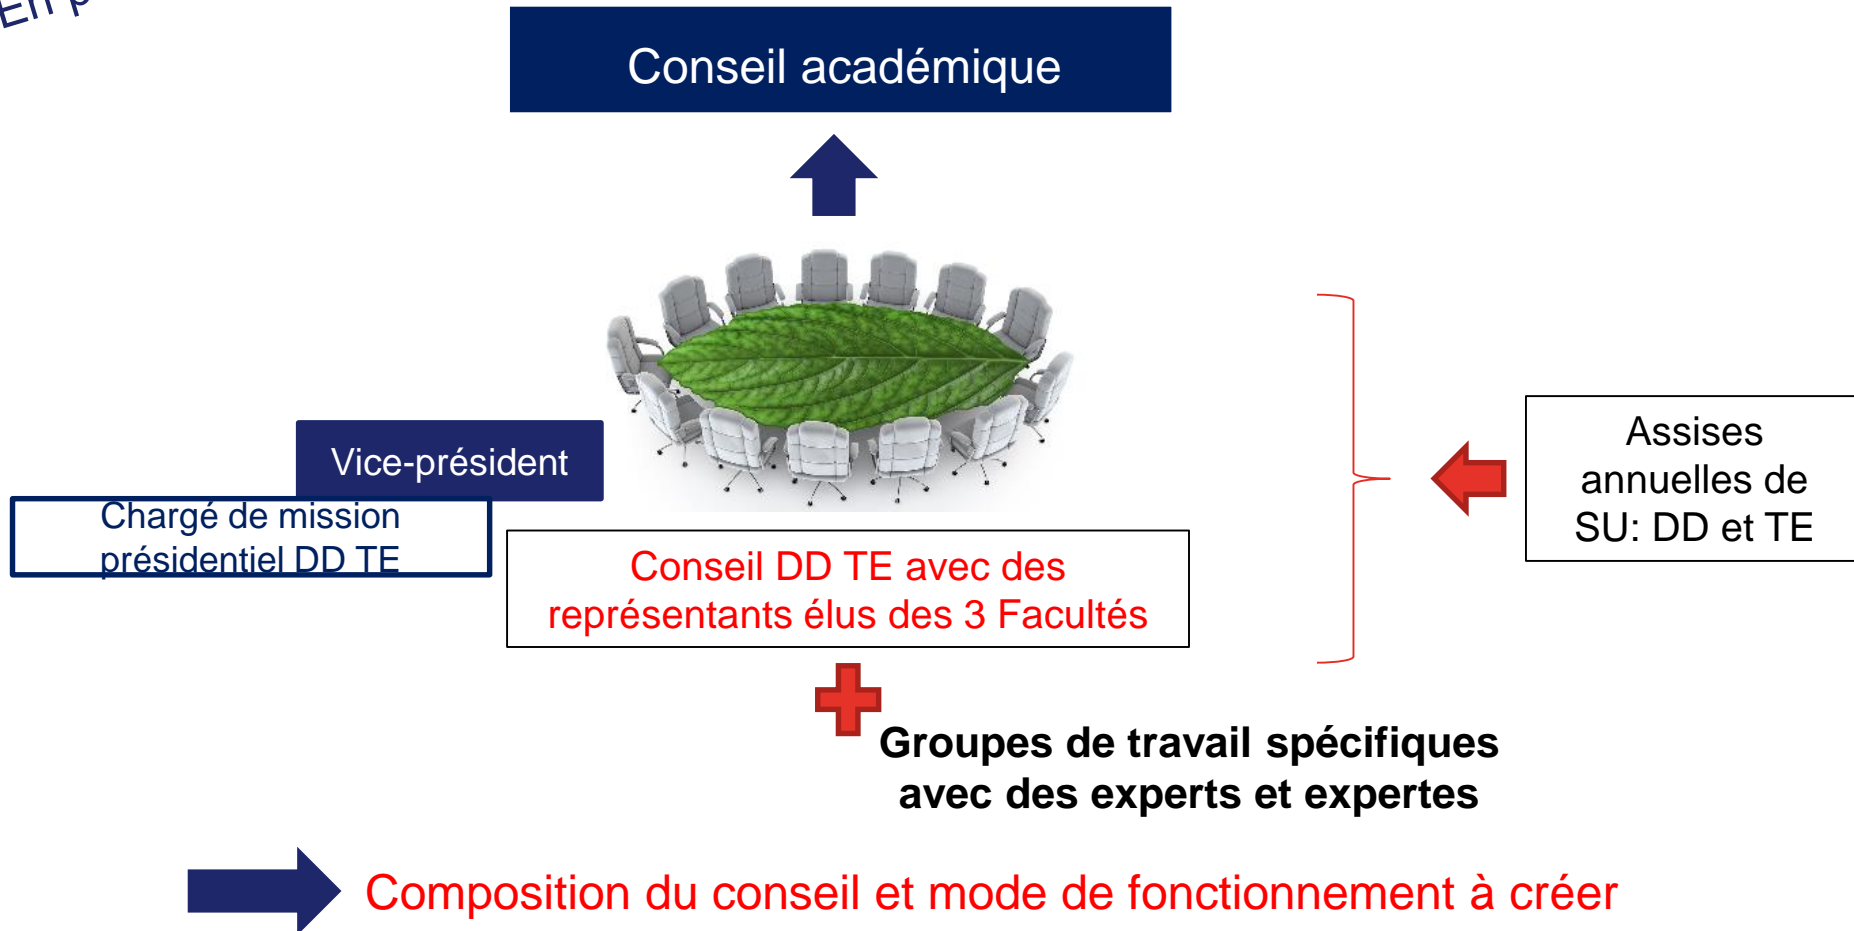 En
Conseil académique
Vice-président
Chargé de mission
présidentiel DD TE
Conseil DD TE avec des
représentants élus des 3 Facultés
Assises
annuelles de
SU: DD et TE
Groupes de travail spécifiques
avec des experts et expertes
Composition du conseil et mode de fonctionnement à créer